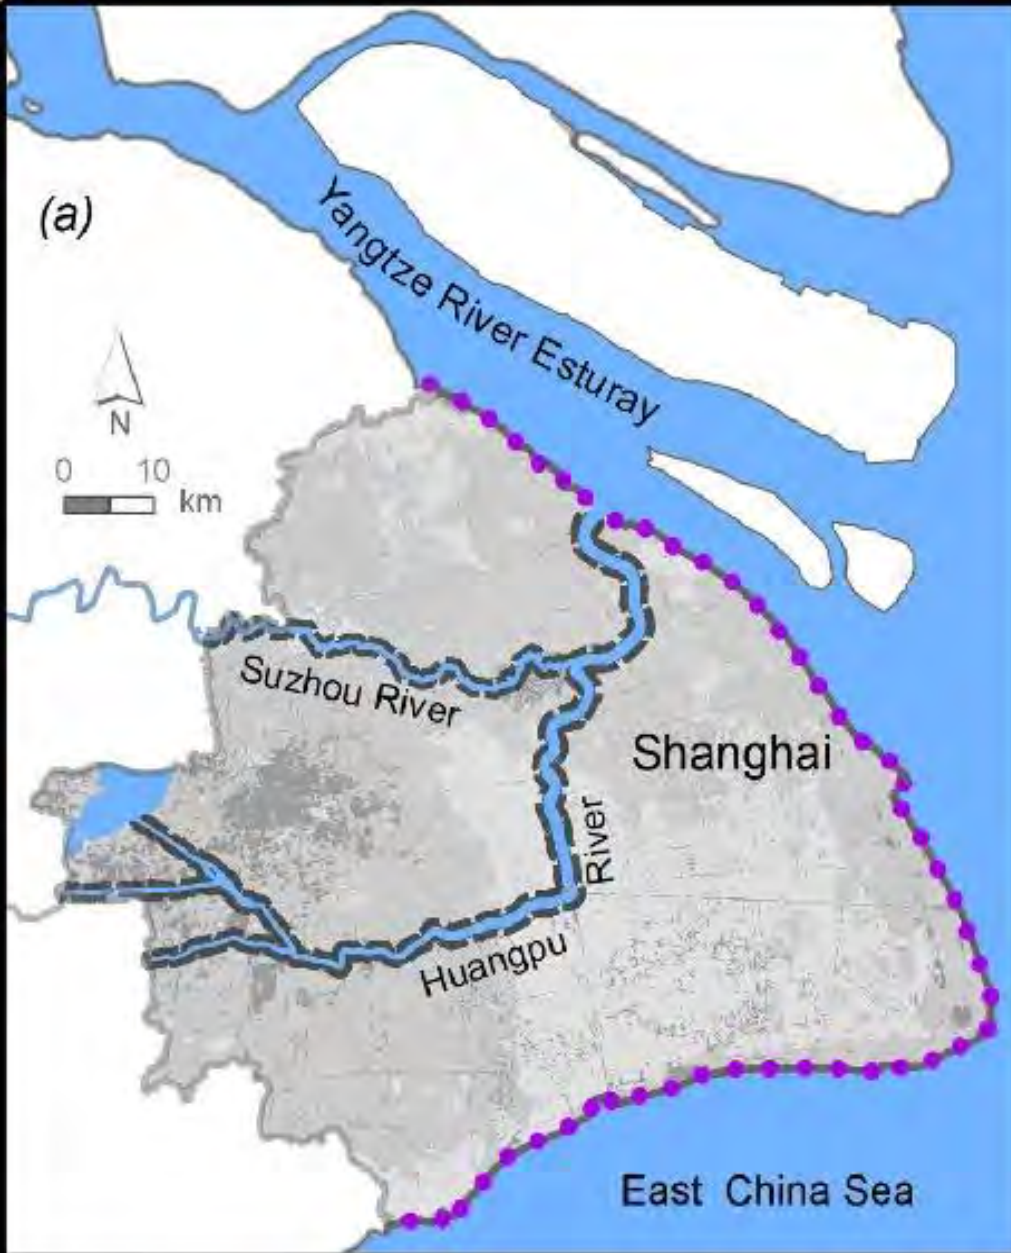 (a)
Yangtze River Esturay
N
0 10
km
Suzhou River
Shanghai
River
Huangpu
East China Sea